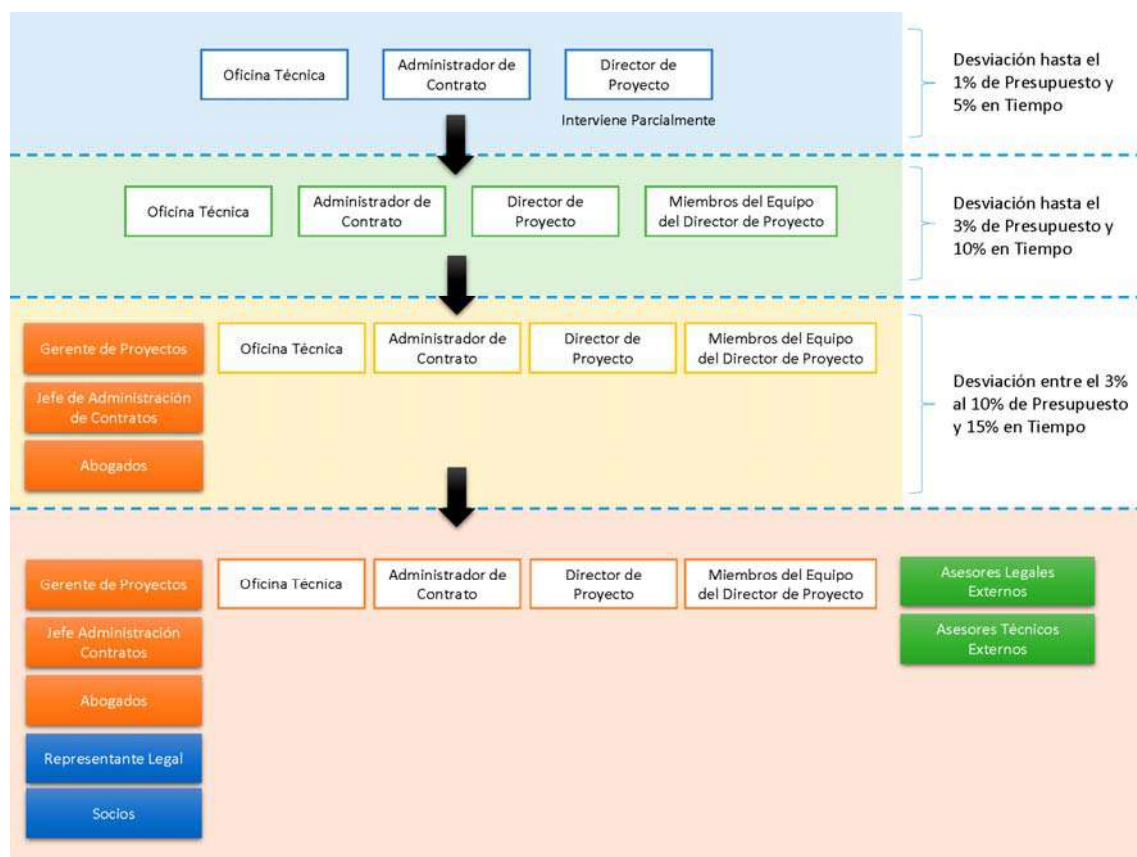 Oficina Técnica
Administrador de
Contrato
Director de
Proyecto
Interviene Parcialmente
Desviación hasta el
1% de Presupuesto y
5% en Tiempo
Oficina Técnica
Administrador de
Contrato
Director de
Proyecto
Miembros del Equipo
del Director de Proyecto
Desviación hasta el
3% de Presupuesto y
10% en Tiempo
Gerente de Proyectos
Jefe de Administración
de Contratos
Abogados
Oficina Técnica
Administrador de
Contrato
Director de
Proyecto
Miembros del Equipo
del Director de Proyecto
Desviación entre el 3%
al 10% de Presupuesto
y 15% en Tiempo
Gerente de Proyectos
Jefe Administración
Contratos
Abogados
Representante Legal
Socios
Oficina Técnica
Administrador de
Contrato
Director de
Proyecto
Miembros del Equipo
del Director de Proyecto
Asesores Legales
Externos
Asesores Técnicos
Externos